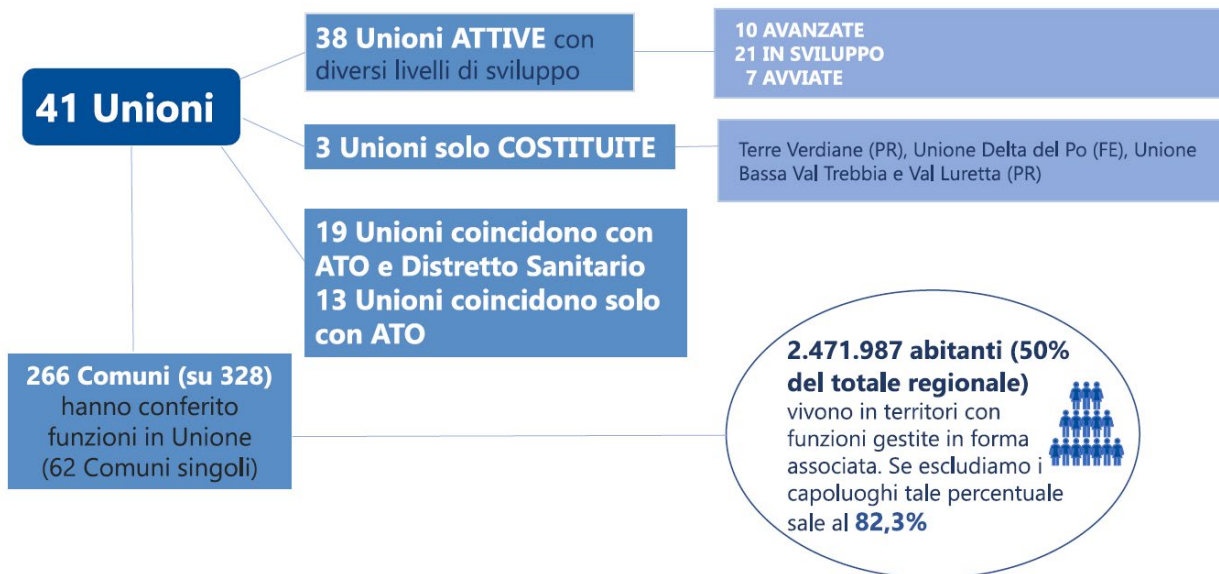 41 Unioni
38 Unioni ATTIVE con
diversi livelli di sviluppo
10 AVANZATE
21 IN SVILUPPO
7 AVVIATE
3 Unioni solo COSTITUITE
Terre Verdiane (PR), Unione Delta del Po (FE), Unione
Bassa Val Trebbia e Val Luretta (PR)
19 Unioni coincidono con
ATO e Distretto Sanitario
13 Unioni coincidono solo
con ATO
266 Comuni (su 328)
hanno conferito
funzioni in Unione
(62 Comuni singoli)
2.471.987 abitanti (50%
del totale regionale)
vivono in territori con
funzioni gestite in forma
associata. Se escludiamo i
capoluoghi tale percentuale
sale al 82,3%